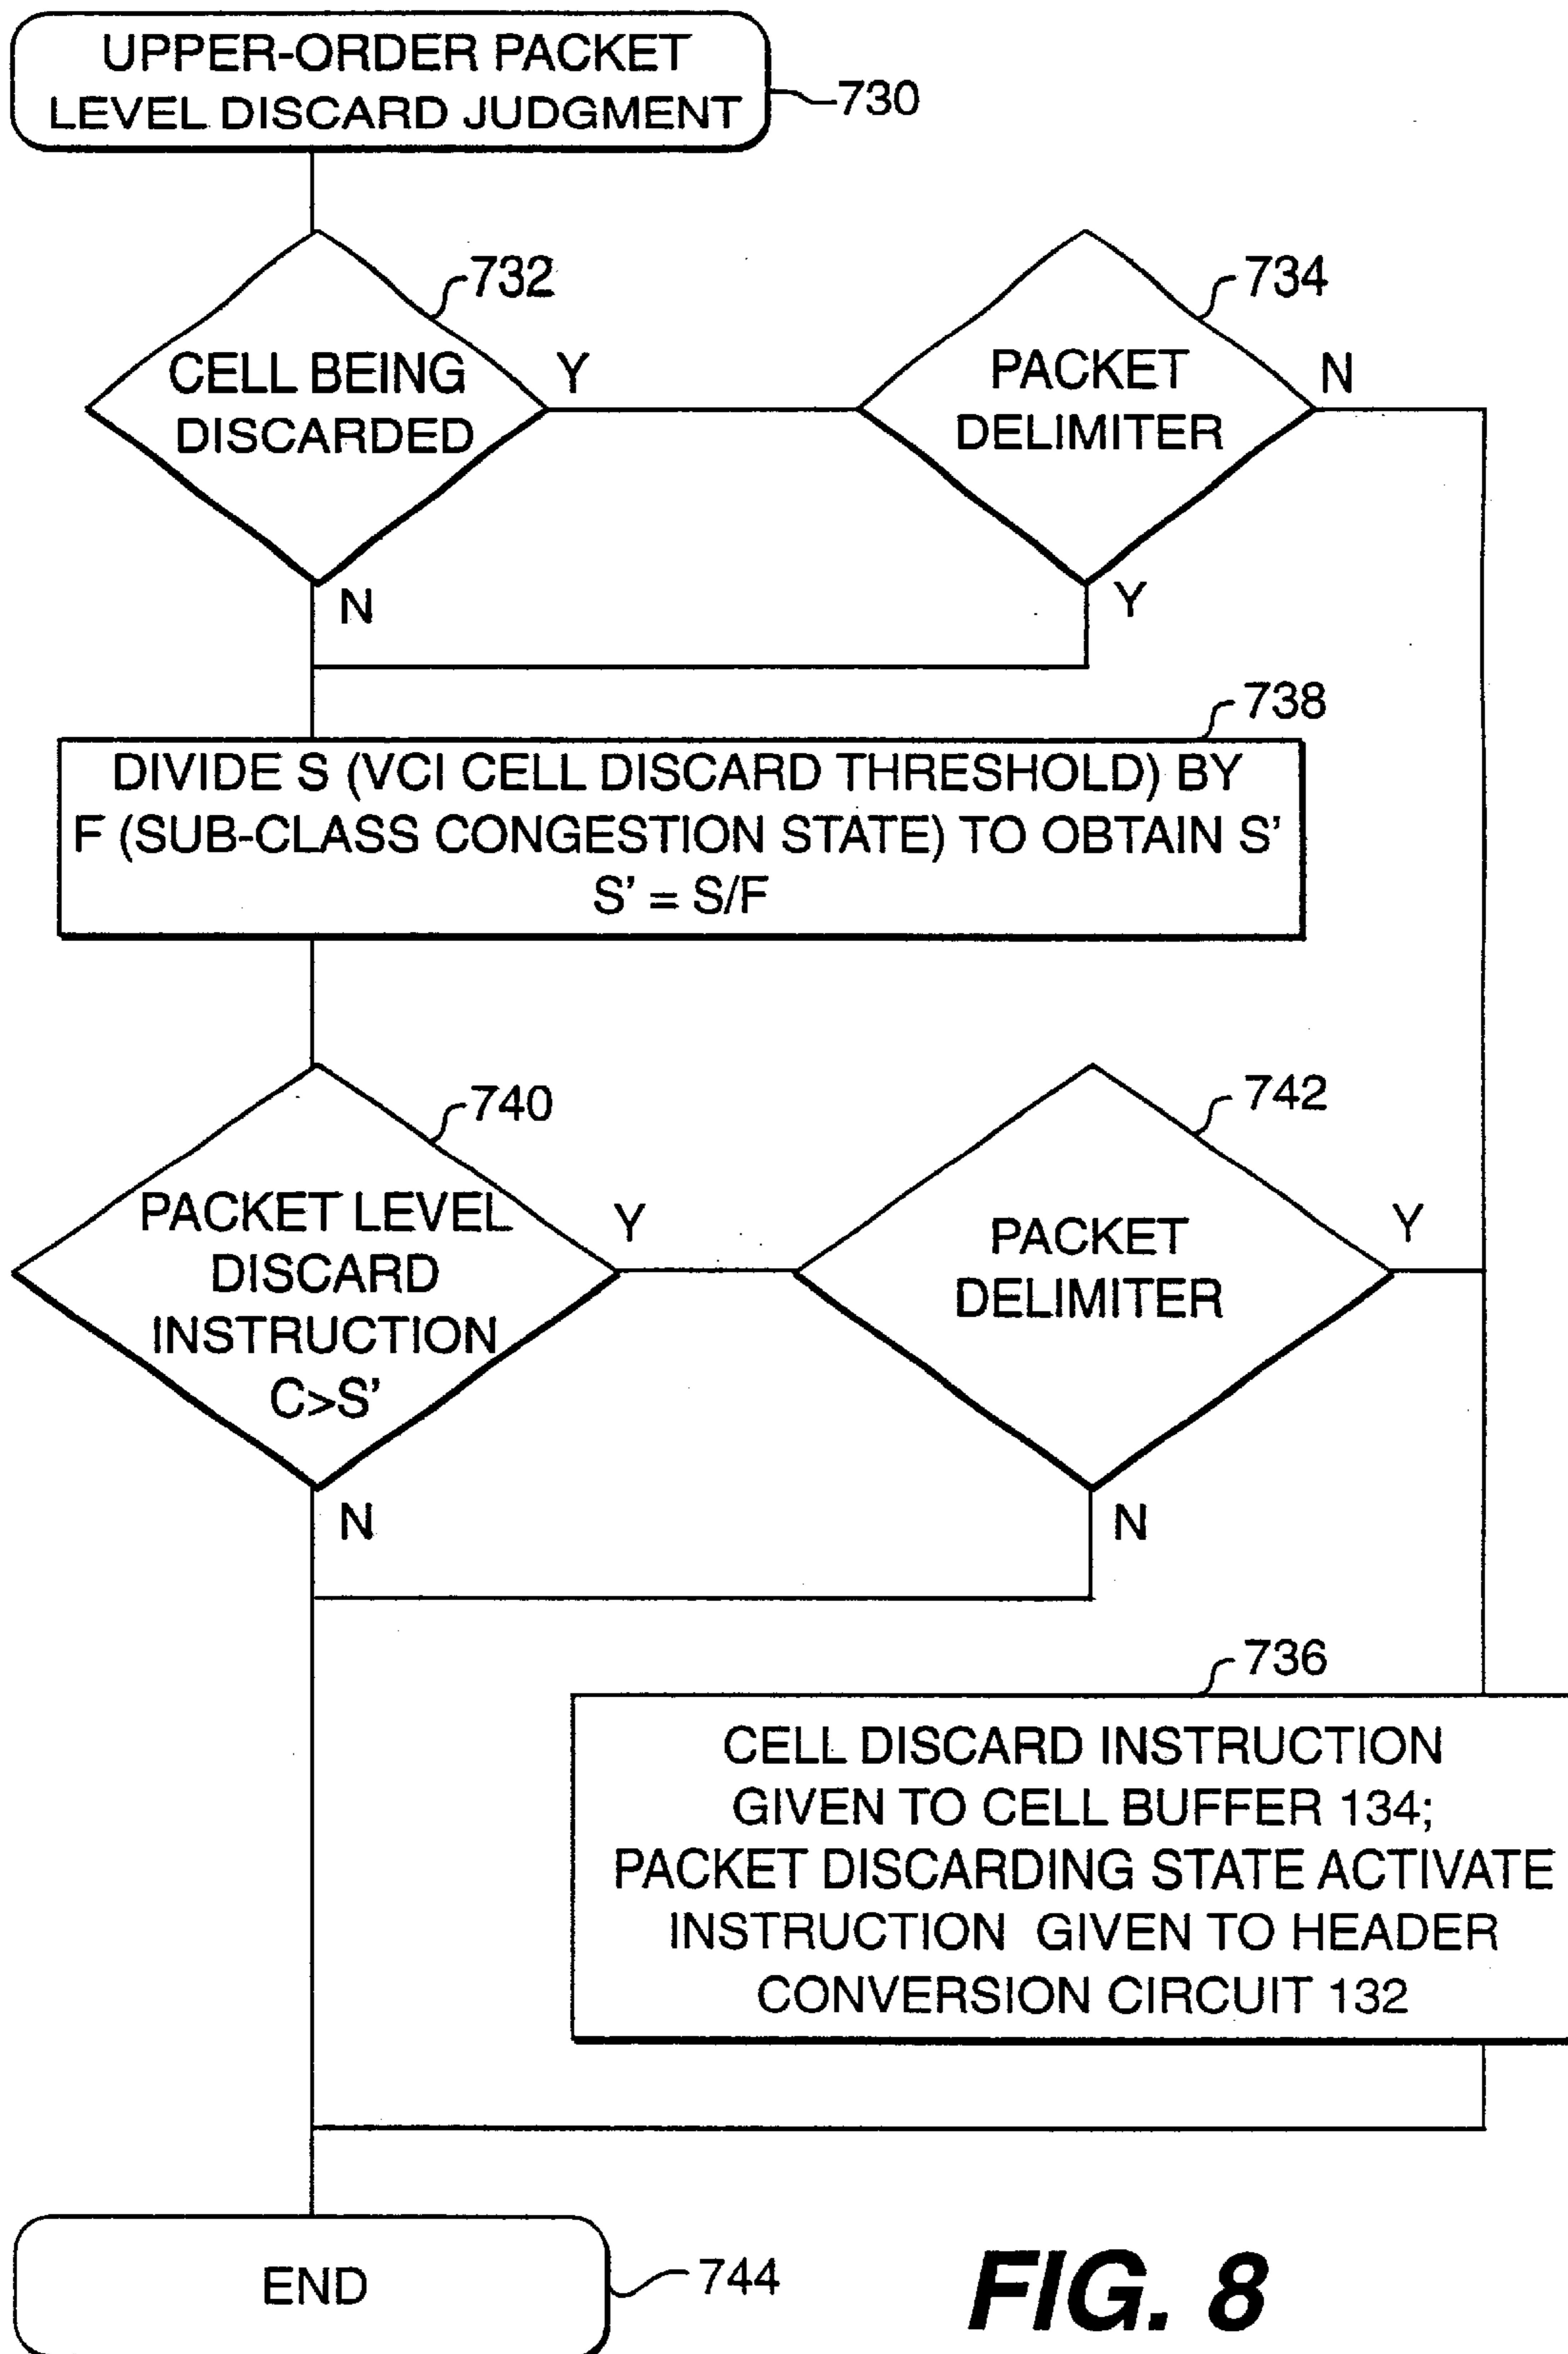 UPPER-ORDER PACKET
LEVEL DISCARD JUDGMENT
730
732
734
CELL BEING
DISCARDED
Y
PACKET
DELIMITER
N
N
Y
738
DIVIDE S (VCI CELL DISCARD THRESHOLD) BY
F (SUB-CLASS CONGESTION STATE) TO OBTAIN S'
S' = S/F
740
742
PACKET LEVEL
DISCARD
INSTRUCTION
C>S'
Y
PACKET
DELIMITER
Y
N
N
736
CELL DISCARD INSTRUCTION
GIVEN TO CELL BUFFER 134;
PACKET DISCARDING STATE ACTIVATE
INSTRUCTION GIVEN TO HEADER
CONVERSION CIRCUIT 132
END
744
FIG. 8